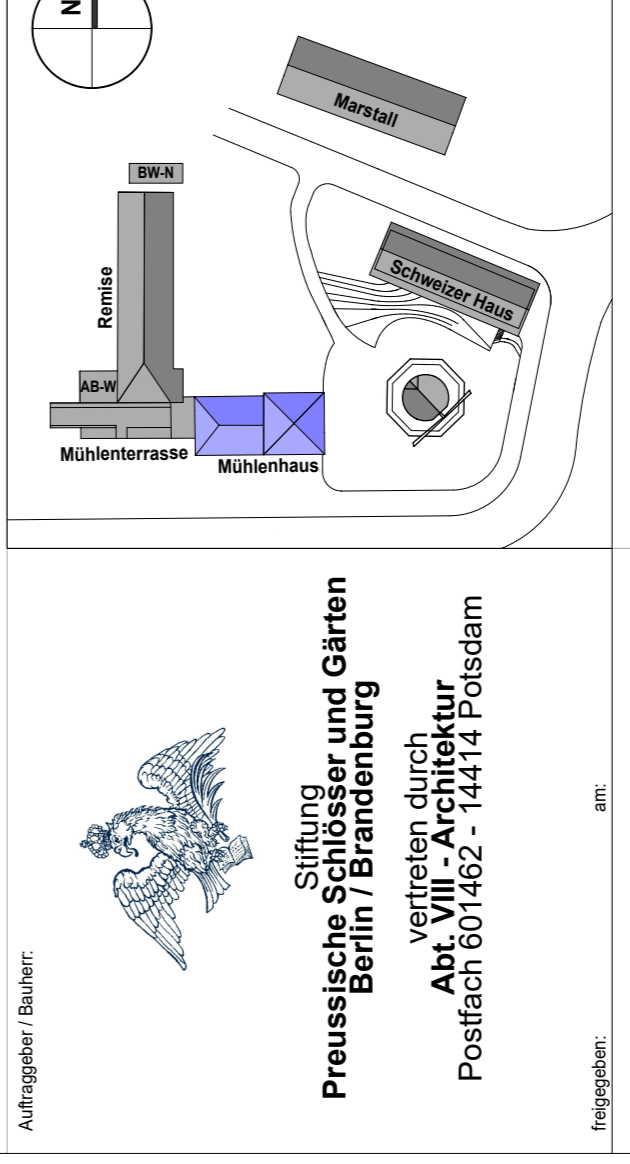 N
Marstall
BW-N
Remise
Schweizer Haus
AB-W
Mühlenterrasse
Mühlenhaus
Auftraggeber / Bauherr:
Stiftung
Preussische Schlösser und Gärten
Berlin / Brandenburg
vertreten durch
Abt. VIII - Architektur
Postfach 601462 - 14414 Potsdam
freigegeben:
am: